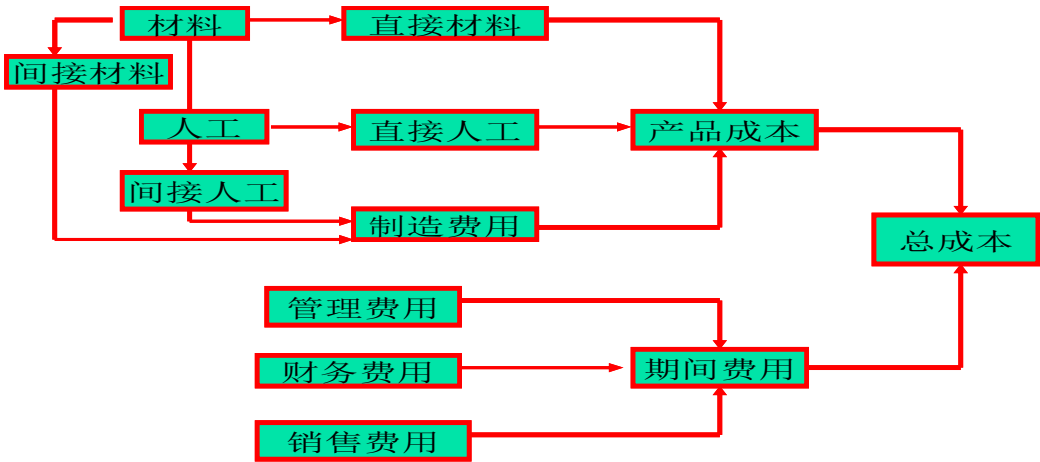 材料
直接材料
间接材料
人工
直接人工
产品成本
间接人工
制造费用
总成本
管理费用
财务费用
期间费用
销售费用